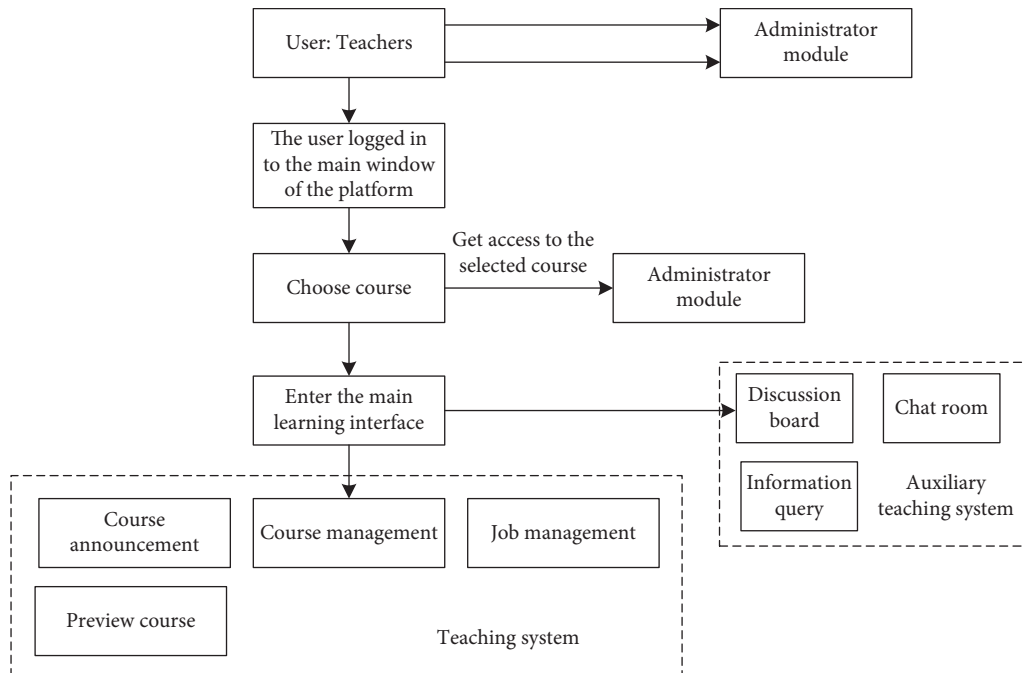 User: Teachers
Administrator
module
The user logged in
to the main window
of the platform
Get access to the
selected course
Choose course
Administrator
module
Enter the main
learning interface
Discussion
board
Chat room
Information
query
Auxiliary
teaching system
Course
announcement
Course management
Job management
Preview course
Teaching system